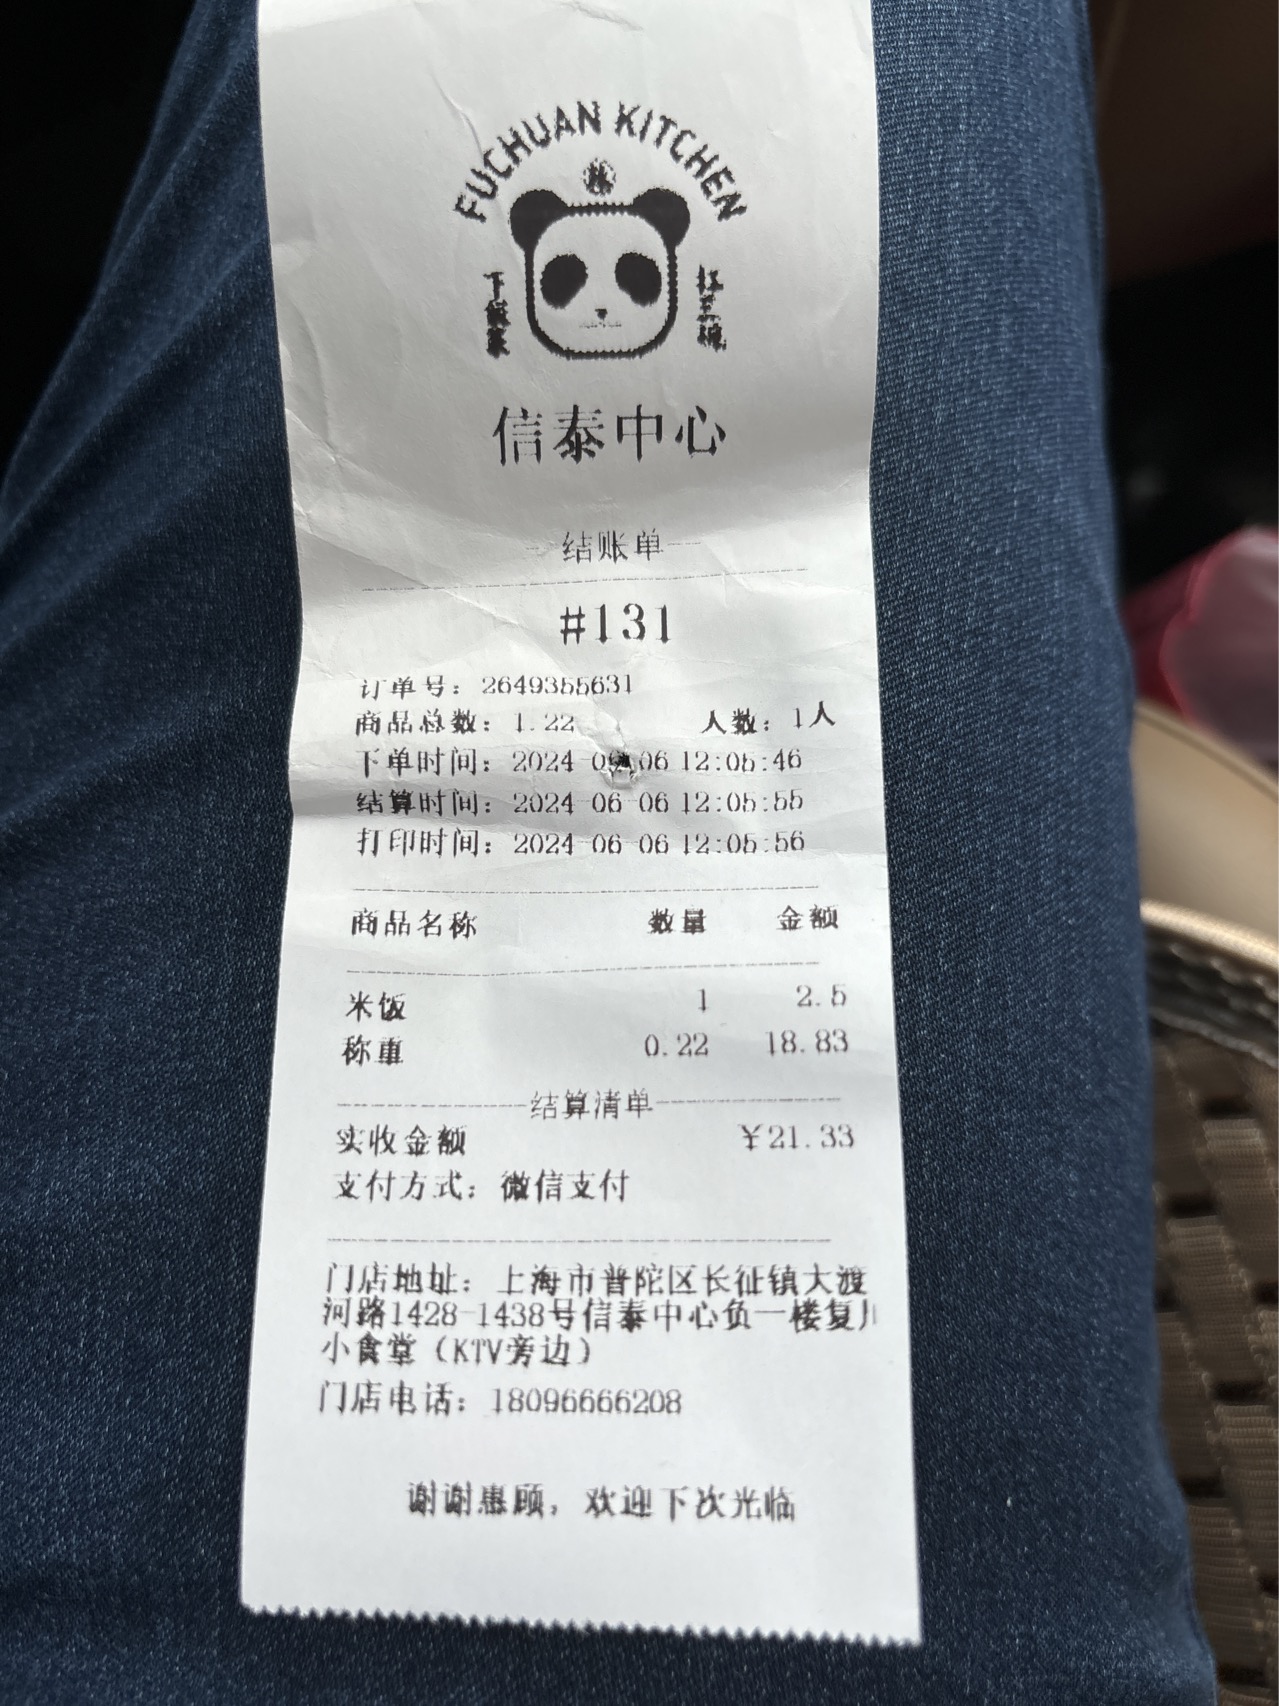 FUCHUAN KITCHEN
下饭菜
信泰中心
结账单
#131
订单号：2649355631
商品总数：1.22 人数：1人
下单时间：2024 06 12:05:46
结算时间：2024-06-06 12:05:55
打印时间：2024-06-06 12:05:56
商品名称 数量 金额
米饭 1 2.5
称重 0.22 18.83
结算清单
实收金额 ¥21.33
支付方式：微信支付
门店地址：上海市普陀区长征镇大渡
河路1428-1438号信泰中心负一楼复川
小食堂（KTV旁边）
门店电话：18096666208
谢谢惠顾，欢迎下次光临